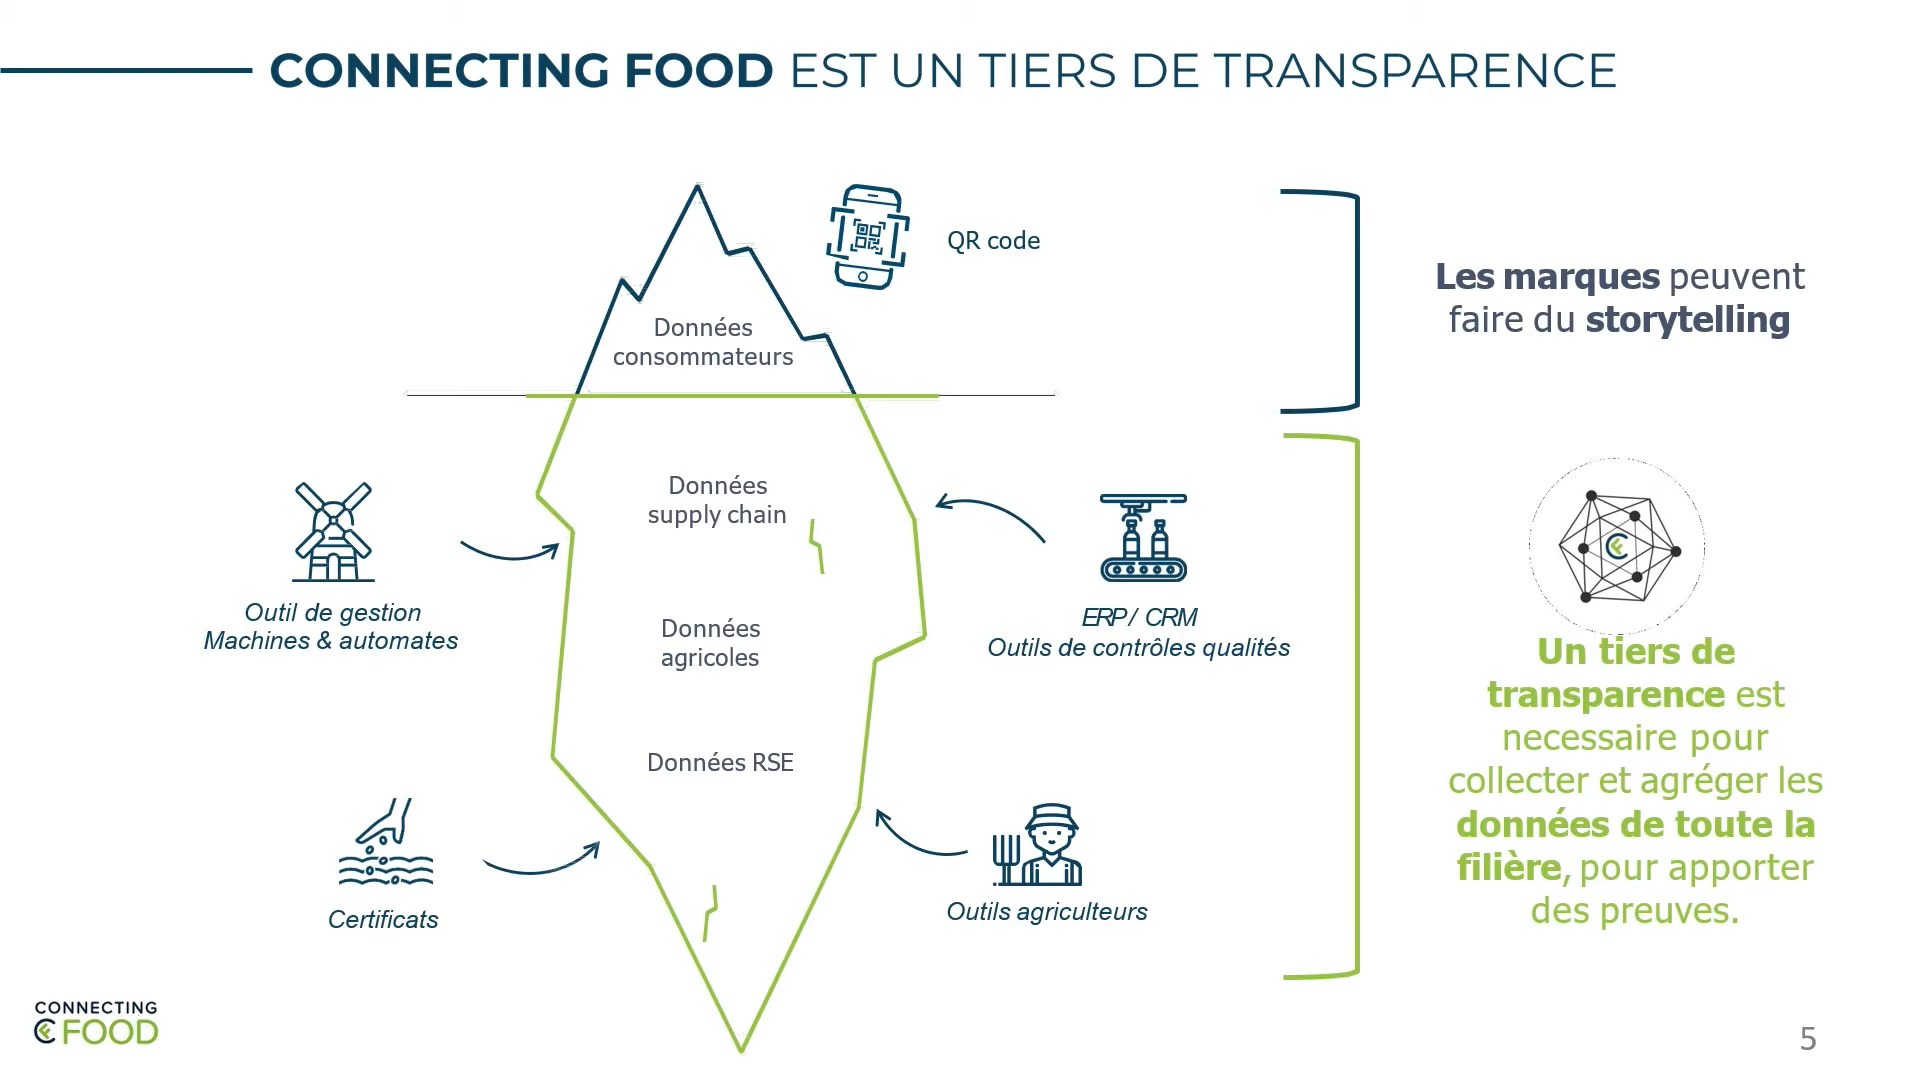 CONNECTING FOOD EST UN TIERS DE TRANSPARENCE
QR code
Données
consommateurs
Les marques peuvent
faire du storytelling
Données
supply chain
Outil de gestion
Machines & automates
ERP / CRM
Outils de contrôles qualités
Données
agricoles
Données RSE
Certificats
Outils agriculteurs
Un tiers de
transparence est
necessaire pour
collecter et agréger les
données de toute la
filière, pour apporter
des preuves.
CONNECTING
FOOD
5